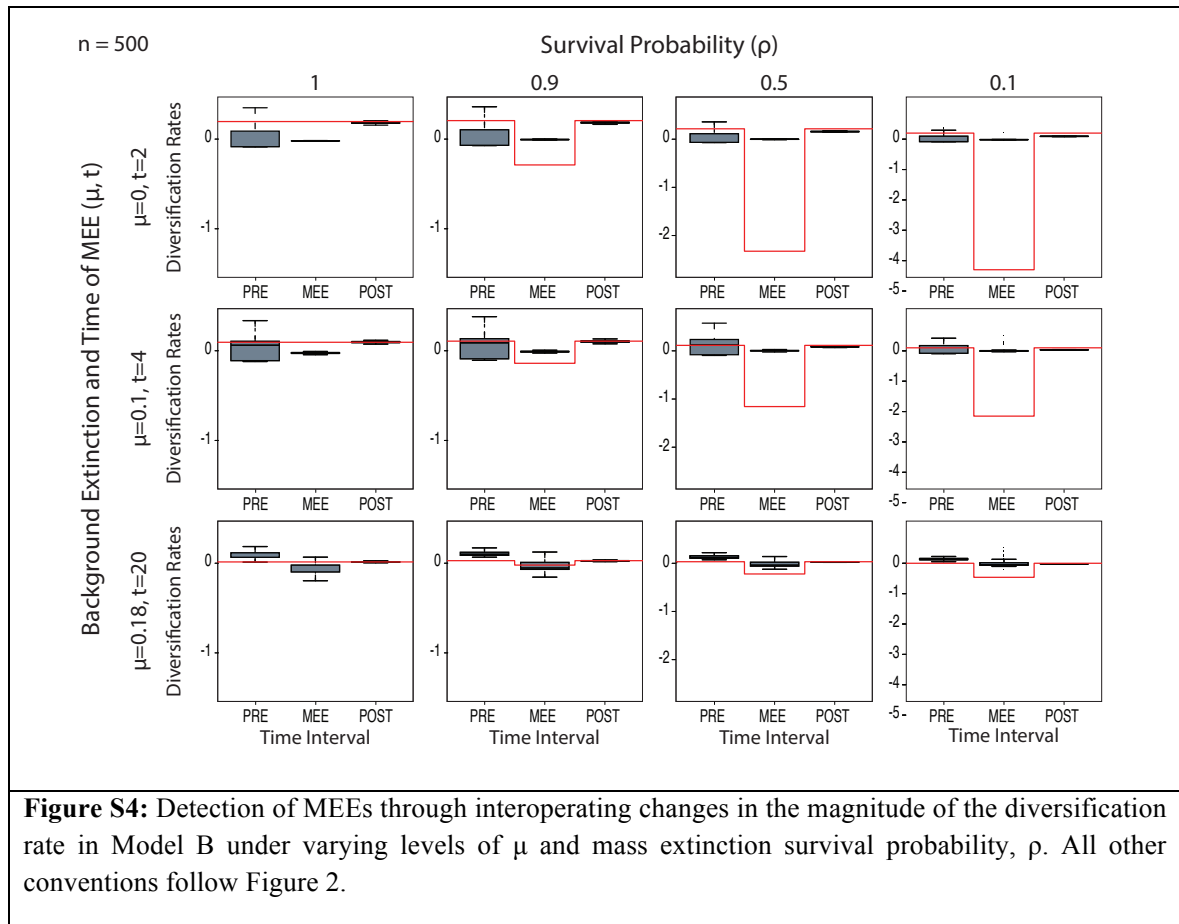 n = 500
Survival Probability (ρ)
1 0.9 0.5 0.1
Background Extinction and Time of MEE (μ, t)
μ=0, t=2
Diversification Rates
0
-1
0
-1
0
-1
-2
0
-1
-2
-3
-4
-5
PRE MEE POST PRE MEE POST PRE MEE POST PRE MEE POST
μ=0.1, t=4
Diversification Rates
0
-1
0
-1
0
-1
-2
0
-1
-2
-3
-4
-5
PRE MEE POST PRE MEE POST PRE MEE POST PRE MEE POST
μ=0.18, t=20
Diversification Rates
0
-1
0
-1
0
-1
-2
0
-1
-2
-3
-4
-5
PRE MEE POST PRE MEE POST PRE MEE POST PRE MEE POST
Time Interval Time Interval Time Interval Time Interval
Figure S4: Detection of MEEs through interoperating changes in the magnitude of the diversification
rate in Model B under varying levels of μ and mass extinction survival probability, ρ. All other
conventions follow Figure 2.